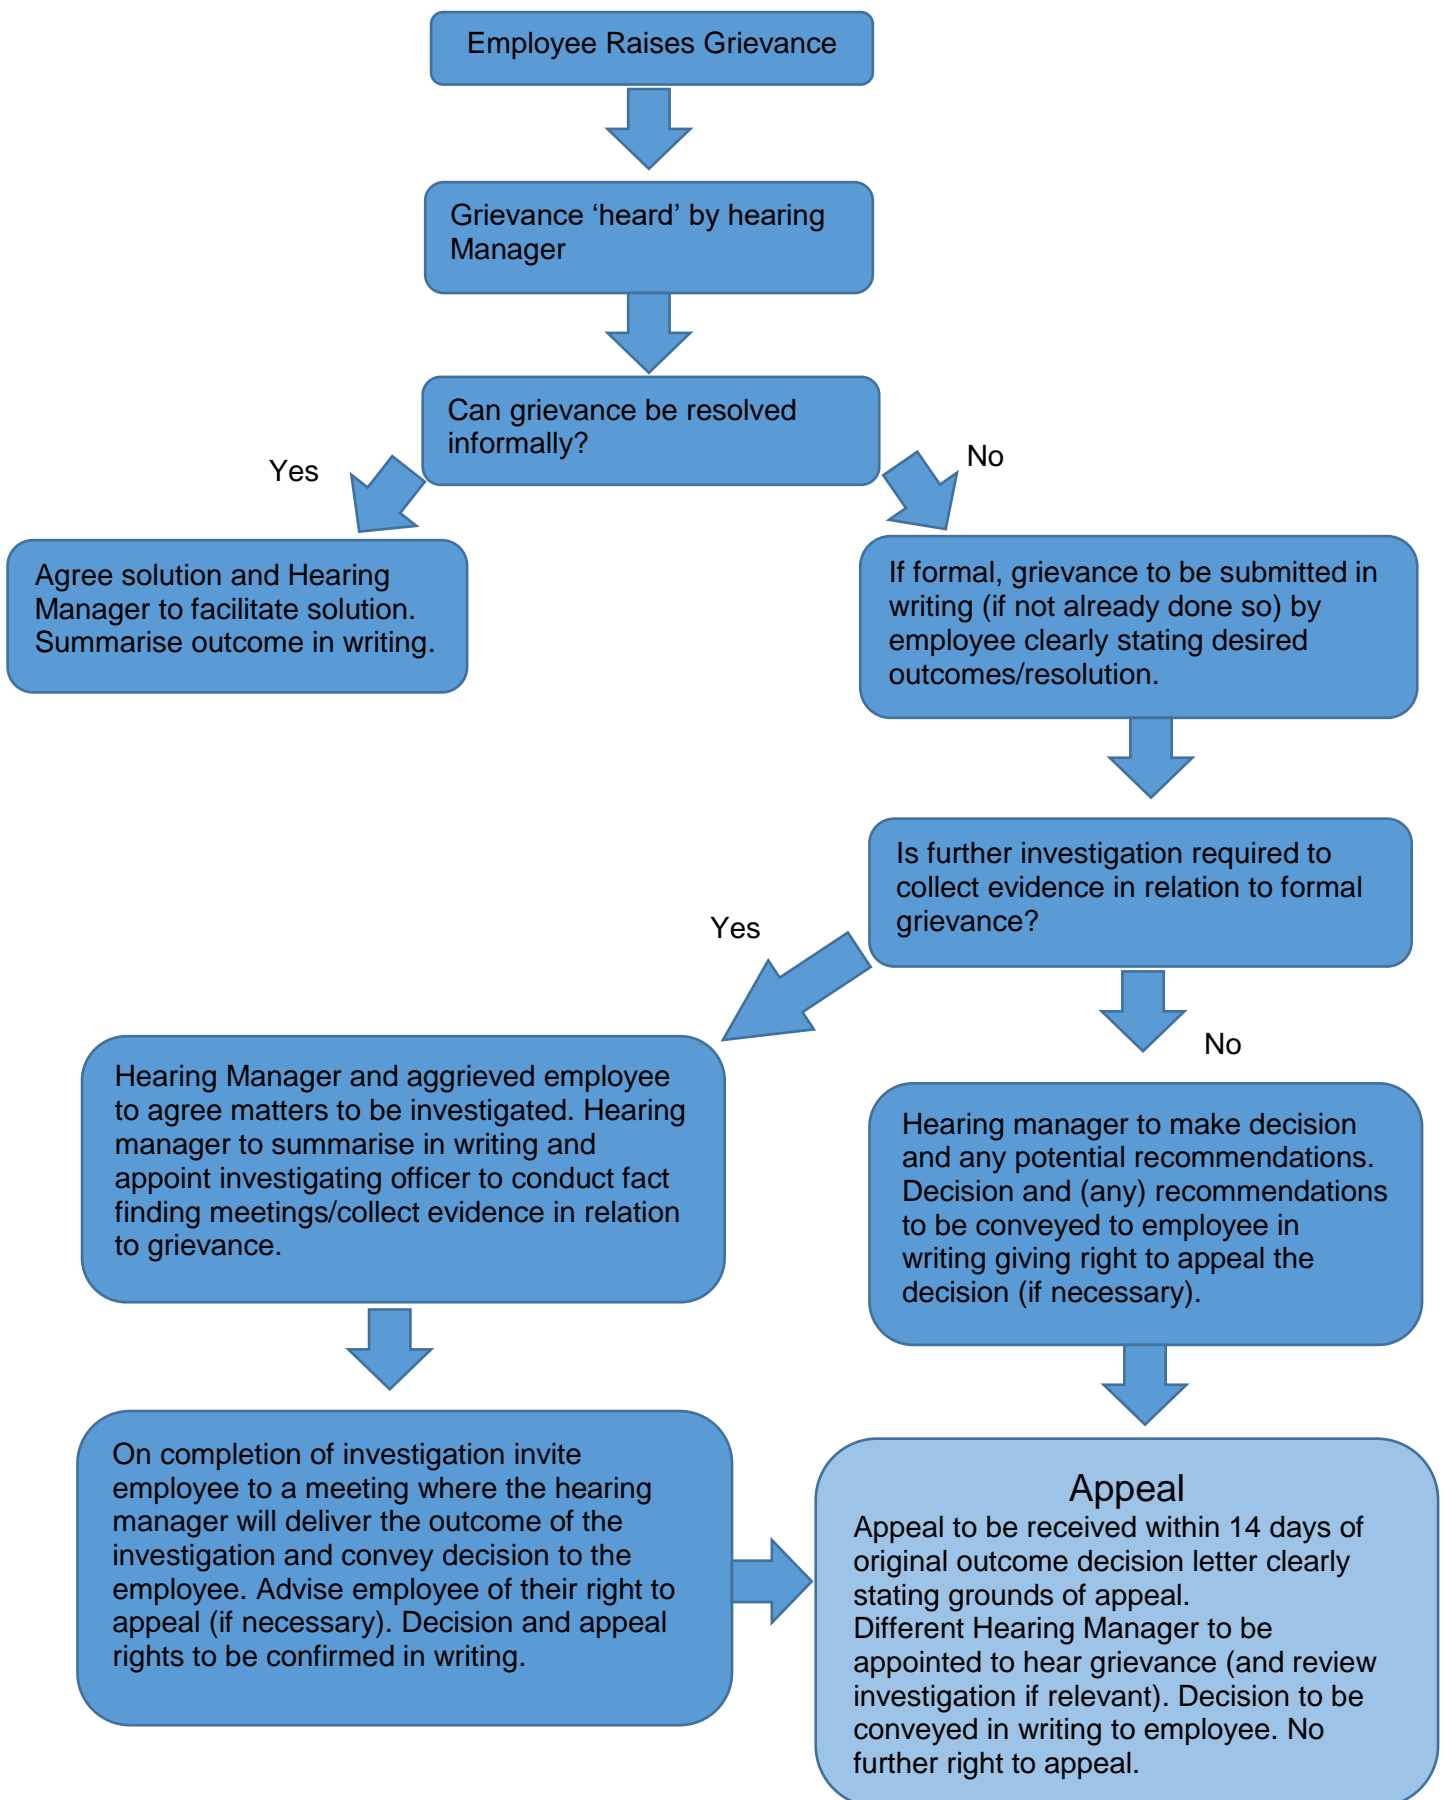 Employee Raises Grievance
Grievance ‘heard’ by hearing
Manager
Can grievance be resolved
informally?
Yes
No
Agree solution and Hearing
Manager to facilitate solution.
Summarise outcome in writing.
If formal, grievance to be submitted in
writing (if not already done so) by
employee clearly stating desired
outcomes/resolution.
Is further investigation required to
collect evidence in relation to formal
grievance?
Yes
No
Hearing Manager and aggrieved employee
to agree matters to be investigated. Hearing
manager to summarise in writing and
appoint investigating officer to conduct fact
finding meetings/collect evidence in relation
to grievance.
Hearing manager to make decision
and any potential recommendations.
Decision and (any) recommendations
to be conveyed to employee in
writing giving right to appeal the
decision (if necessary).
On completion of investigation invite
employee to a meeting where the hearing
manager will deliver the outcome of the
investigation and convey decision to the
employee. Advise employee of their right to
appeal (if necessary). Decision and appeal
rights to be confirmed in writing.
Appeal
Appeal to be received within 14 days of
original outcome decision letter clearly
stating grounds of appeal.
Different Hearing Manager to be
appointed to hear grievance (and review
investigation if relevant). Decision to be
conveyed in writing to employee. No
further right to appeal.